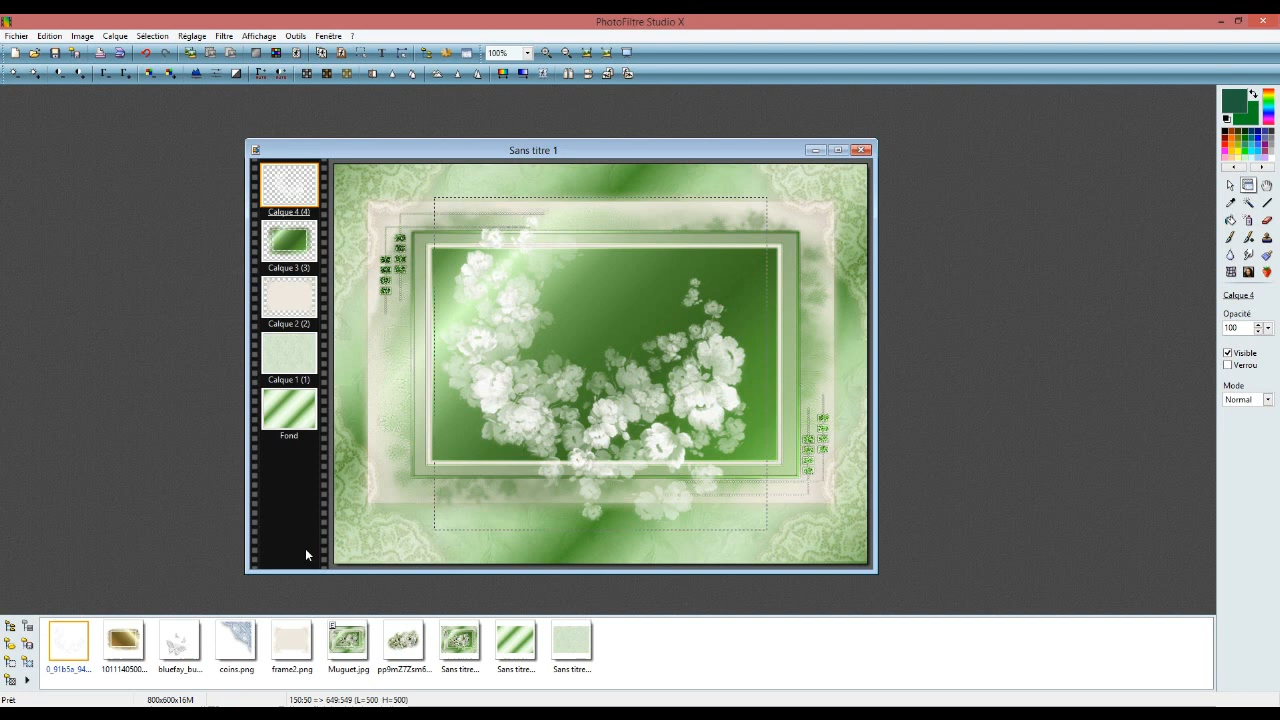 PhotoFiltre Studio X
Fichier Edition Image Calque Sélection Réglage Filtre Affichage Outils Fenêtre ?
100%
Sans titre 1
Calque 4 (4)
Calque 3 (3)
Calque 2 (2)
Calque 1 (1)
Fond
Calque 4
Opacité
100
Visible
Verrou
Mode
Normal
0_91b5a_94... 1011140500... bluefay_bu... coins.png frame2.png Muguet.jpg pp9mZ7Zsm6... Sans titre... Sans titre... Sans titre...
Prêt 800x600x16M 150:50 => 649:549 (L=500 H=500)